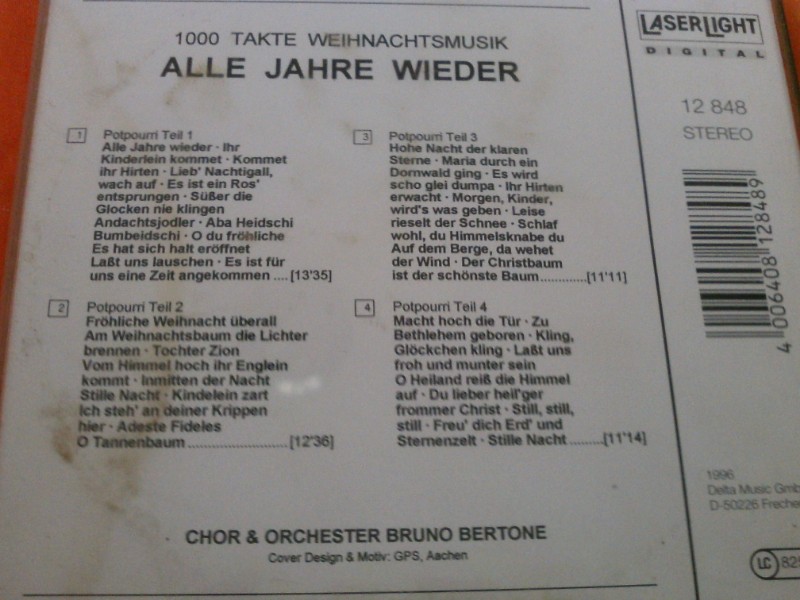 1000 TAKTE WEIHNACHTSMUSIK
ALLE JAHRE WIEDER
1 Potpourri Teil 1
Alle Jahre wieder · Ihr
Kinderlein kommet · Kommet
ihr Hirten · Lieb' Nachtigall,
wach auf · Es ist ein Ros'
entsprungen · Süßer die
Glocken nie klingen
Andachtsjodler · Aba Heidschi
Bumbeidschi · O du fröhliche
Es hat sich halt eröffnet
Laßt uns lauschen · Es ist für
uns eine Zeit angekommen ....[13'35]
2 Potpourri Teil 2
Fröhliche Weihnacht überall
Am Weihnachtsbaum die Lichter
brennen · Tochter Zion
Vom Himmel hoch ihr Englein
kommt · Inmitten der Nacht
Stille Nacht · Kindelein zart
Ich steh' an deiner Krippen
hier · Adeste Fideles
O Tannenbaum ......................[12'36]
3 Potpourri Teil 3
Hohe Nacht der klaren
Sterne · Maria durch ein
Dornwald ging · Es wird
scho glei dumpa · Ihr Hirten
erwacht · Morgen, Kinder,
wird's was geben · Leise
rieselt der Schnee · Schlaf
wohl, du Himmelsknabe du
Auf dem Berge, da wehet
der Wind · Der Christbaum
ist der schönste Baum............[11'11]
4 Potpourri Teil 4
Macht hoch die Tür · Zu
Bethlehem geboren · Kling,
Glöckchen kling · Laßt uns
froh und munter sein
O Heiland reiß die Himmel
auf · Du lieber heil'ger
frommer Christ · Still, still,
still · Freu' dich Erd' und
Sternenzelt · Stille Nacht ........[11'14]
CHOR & ORCHESTER BRUNO BERTONE
Cover Design & Motiv: GPS, Aachen
LASERLIGHT
DIGITAL
12 848
STEREO
4 006408 128489
1996
Delta Music Gmb
D-50226 Freche
LC 825